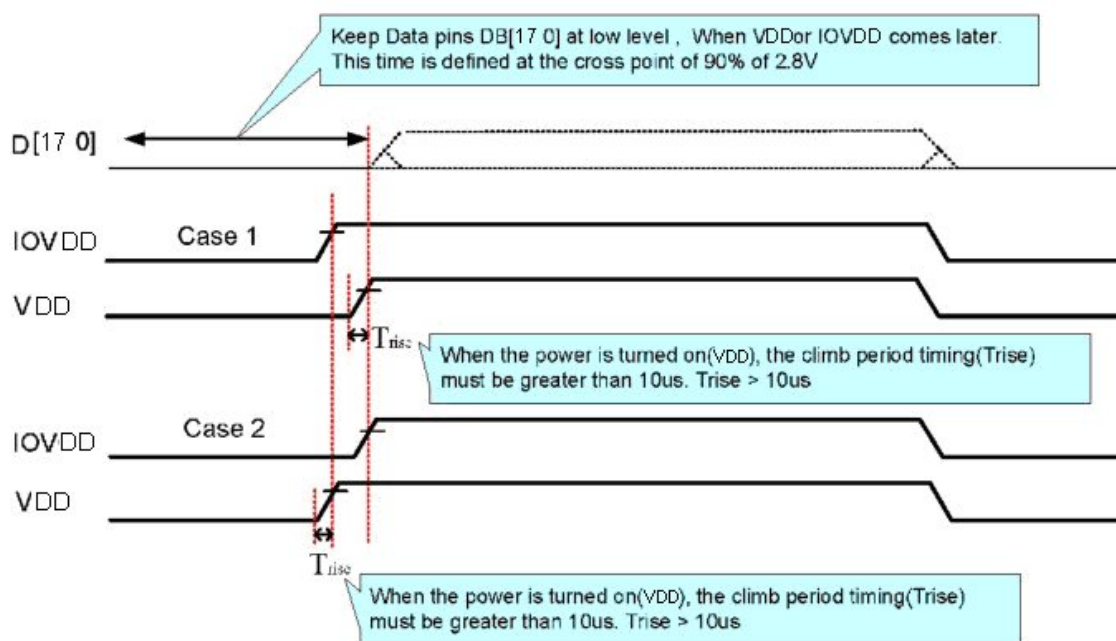 Keep Data pins DB[17 0] at low level , When VDDor IOVDD comes later.
This time is defined at the cross point of 90% of 2.8V
D[17 0]
IOVDD
Case 1
VDD
Trise
When the power is turned on(VDD), the climb period timing(Trise)
must be greater than 10us. Trise > 10us
IOVDD
Case 2
VDD
Trise
When the power is turned on(VDD), the climb period timing(Trise)
must be greater than 10us. Trise > 10us